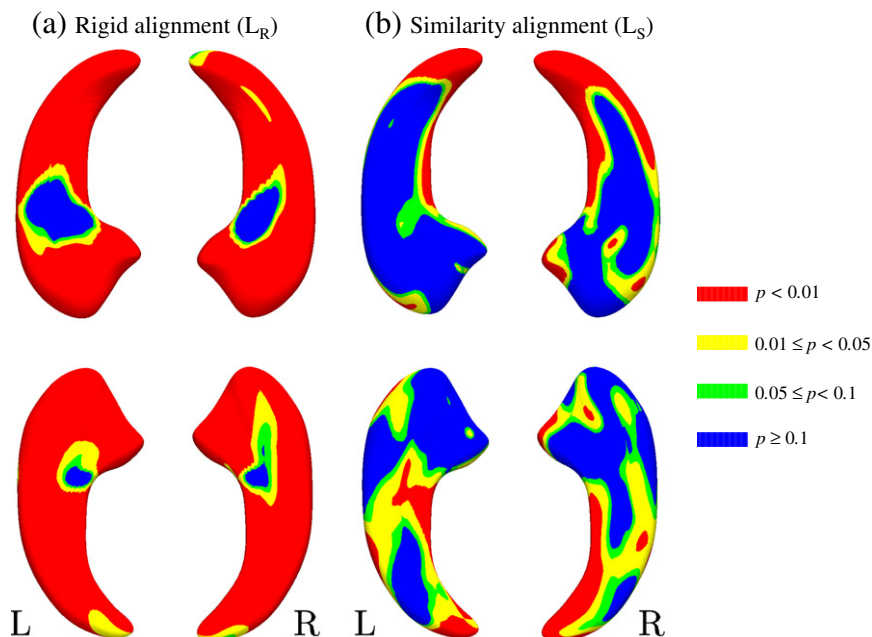 (a) Rigid alignment (L_R)
(b) Similarity alignment (L_S)
p < 0.01
0.01 ≤ p < 0.05
0.05 ≤ p < 0.1
p ≥ 0.1
L R L R